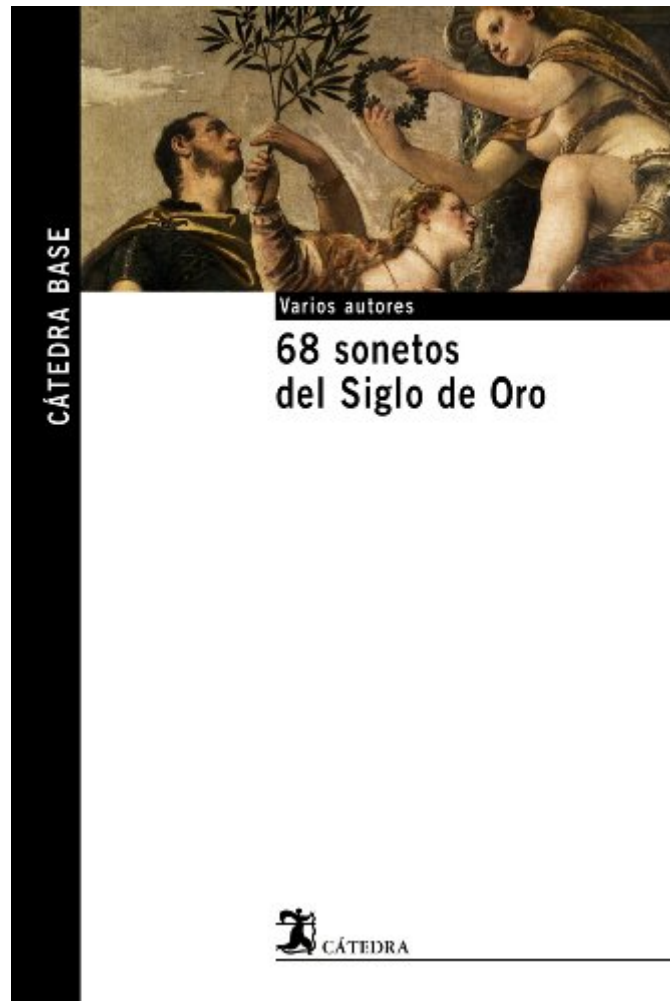 CÁTEDRA BASE
Varios autores
68 sonetos
del Siglo de Oro
CÁTEDRA